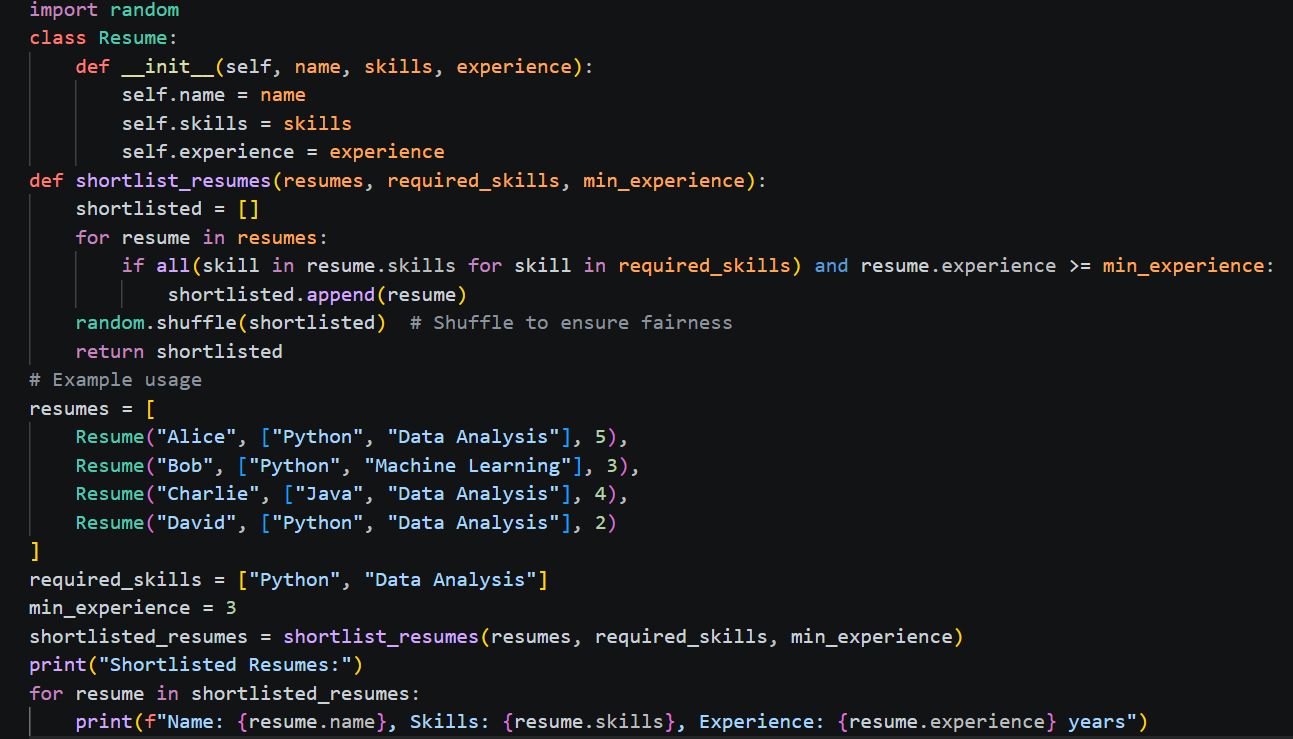 import random
class Resume:
    def __init__(self, name, skills, experience):
        self.name = name
        self.skills = skills
        self.experience = experience
def shortlist_resumes(resumes, required_skills, min_experience):
    shortlisted = []
    for resume in resumes:
        if all(skill in resume.skills for skill in required_skills) and resume.experience >= min_experience:
            shortlisted.append(resume)
    random.shuffle(shortlisted)  # Shuffle to ensure fairness
    return shortlisted
# Example usage
resumes = [
    Resume("Alice", ["Python", "Data Analysis"], 5),
    Resume("Bob", ["Python", "Machine Learning"], 3),
    Resume("Charlie", ["Java", "Data Analysis"], 4),
    Resume("David", ["Python", "Data Analysis"], 2)
]
required_skills = ["Python", "Data Analysis"]
min_experience = 3
shortlisted_resumes = shortlist_resumes(resumes, required_skills, min_experience)
print("Shortlisted Resumes:")
for resume in shortlisted_resumes:
    print(f"Name: {resume.name}, Skills: {resume.skills}, Experience: {resume.experience} years")